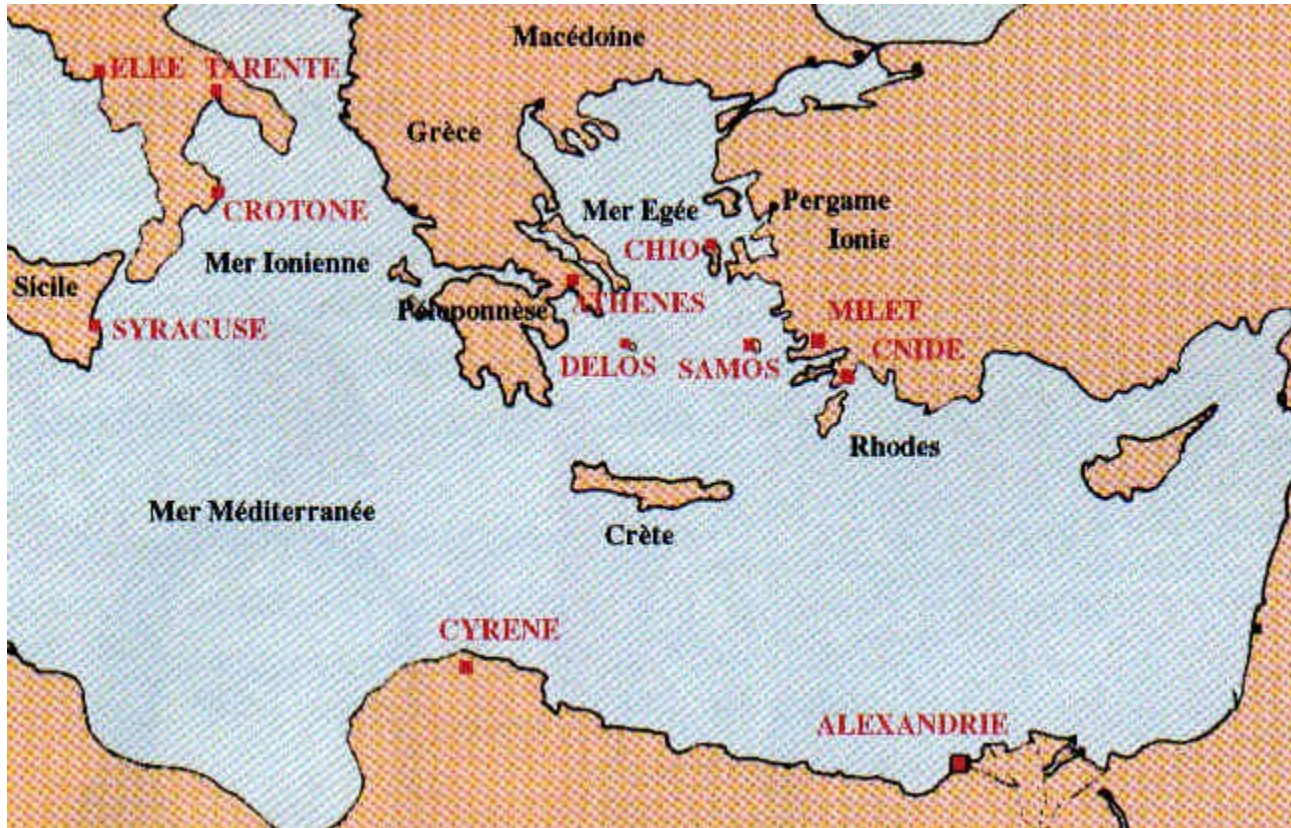 Macédoine
ELEE TARENTE
Grèce
Pergame
CROTONE
Mer Egée
Ionie
CHIO
Mer Ionienne
Sicile
Péloponnèse
ATHENES
SYRACUSE
MILET
DELOS
SAMOS
CNIDE
Rhodes
Mer Méditerranée
Crète
CYRENE
ALEXANDRIE